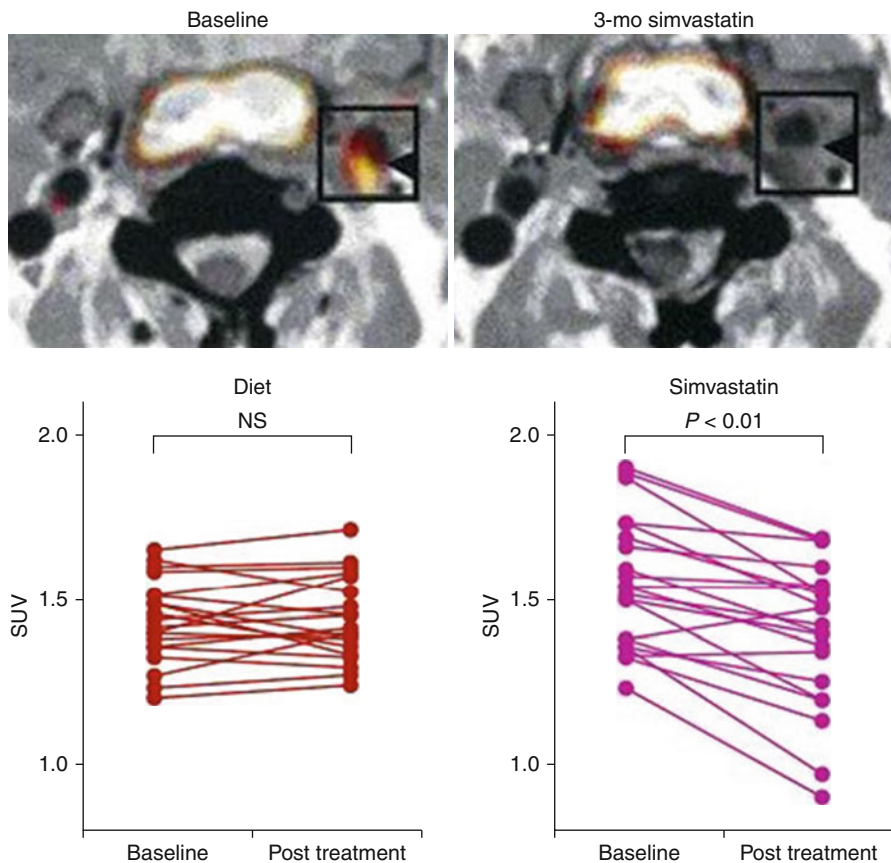 Baseline
3-mo simvastatin
Diet
NS
2.0
1.5
1.0
SUV
Baseline Post treatment
Simvastatin
P < 0.01
2.0
1.5
1.0
SUV
Baseline Post treatment